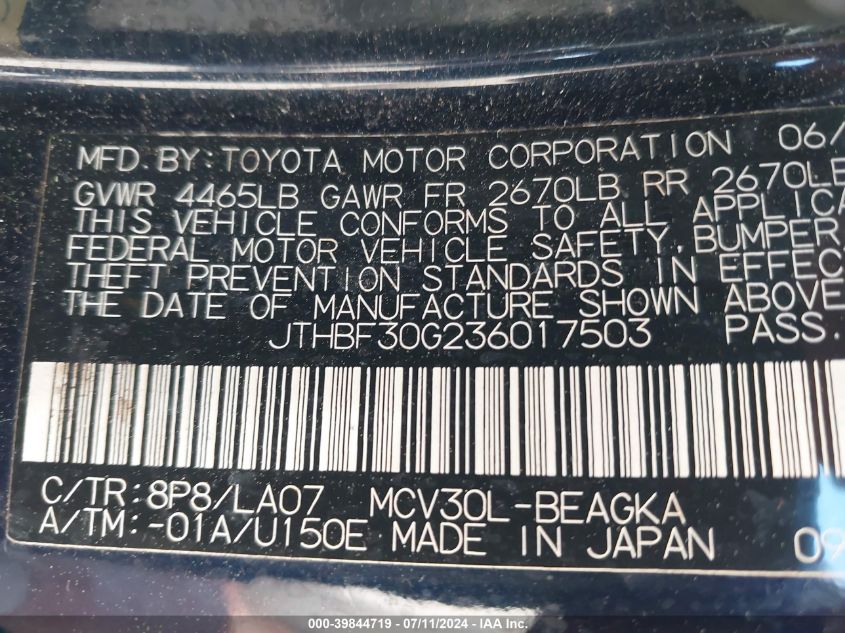 MFD. BY: TOYOTA MOTOR CORPORATION 06/
GVWR 4465LB GAWR FR 2670LB RR 2670LB
THIS VEHICLE CONFORMS TO ALL APPLICA
FEDERAL MOTOR VEHICLE SAFETY, BUMPER,
THEFT PREVENTION STANDARDS IN EFFEC
THE DATE OF MANUFACTURE SHOWN ABOVE
JTHBF30G236017503 PASS.
C/TR: 8P8/LA07 MCV30L-BEAGKA
A/TM: -01A/U150E MADE IN JAPAN 09
000-39844719 - 07/11/2024 - IAA Inc.